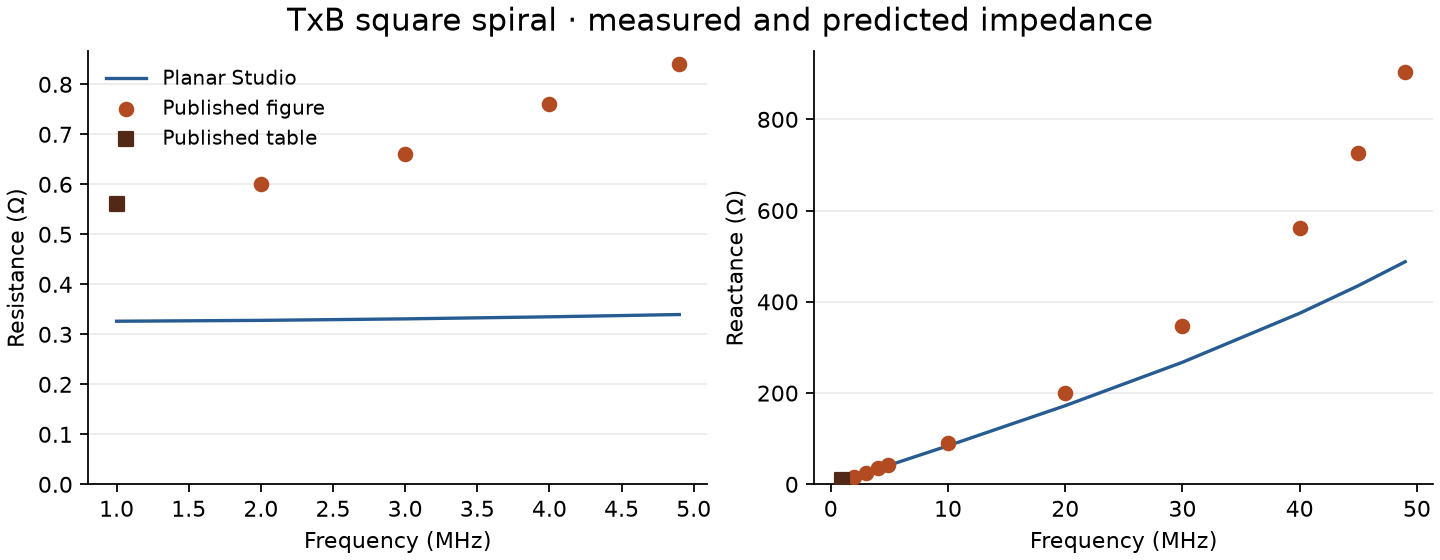 TxB square spiral · measured and predicted impedance
Planar Studio
Published figure
Published table
Resistance (Ω)
0.8
0.7
0.6
0.5
0.4
0.3
0.2
0.1
0.0
1.0 1.5 2.0 2.5 3.0 3.5 4.0 4.5 5.0
Frequency (MHz)
Reactance (Ω)
800
600
400
200
0
0 10 20 30 40 50
Frequency (MHz)